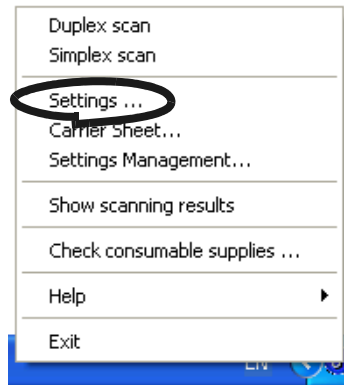 Duplex scan
Simplex scan
Settings ...
Carrier Sheet...
Settings Management...
Show scanning results
Check consumable supplies ...
Help
Exit
EN